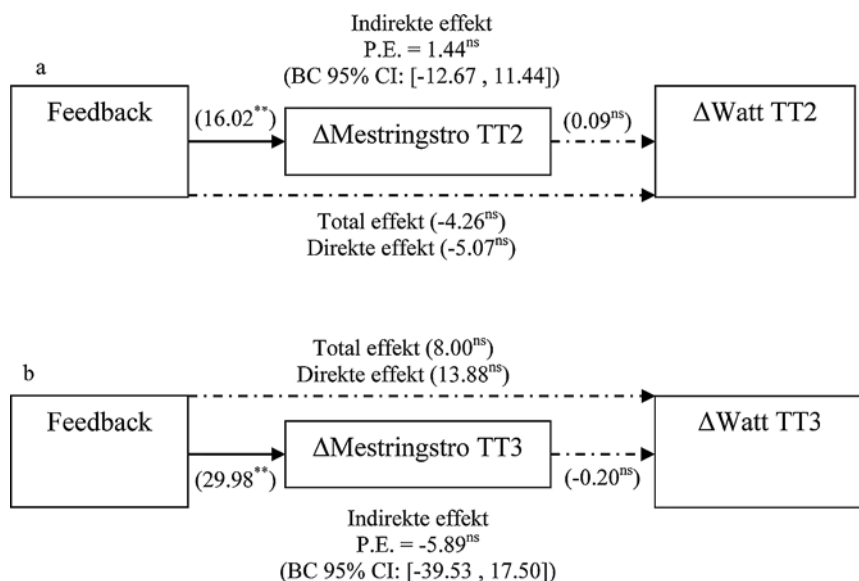 Indirekte effekt
P.E. = 1.44ns
(BC 95% CI: [-12.67 , 11.44])
a
Feedback
(16.02**)
ΔMestringstro TT2
(0.09ns)
ΔWatt TT2
Total effekt (-4.26ns)
Direkte effekt (-5.07ns)
Total effekt (8.00ns)
Direkte effekt (13.88ns)
b
Feedback
(29.98**)
ΔMestringstro TT3
(-0.20ns)
ΔWatt TT3
Indirekte effekt
P.E. = -5.89ns
(BC 95% CI: [-39.53 , 17.50])